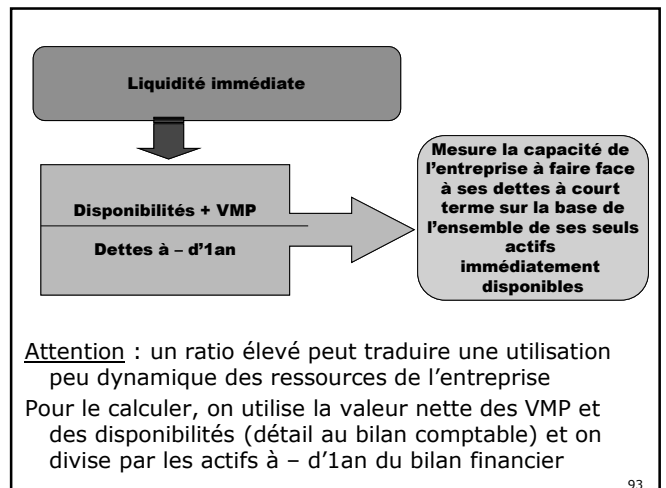 Liquidité immédiate
Disponibilités + VMP
Dettes à – d'1an
Mesure la capacité de
l'entreprise à faire face
à ses dettes à court
terme sur la base de
l'ensemble de ses seuls
actifs
immédiatement
disponibles
Attention : un ratio élevé peut traduire une utilisation
peu dynamique des ressources de l'entreprise
Pour le calculer, on utilise la valeur nette des VMP et
des disponibilités (détail au bilan comptable) et on
divise par les actifs à – d'1an du bilan financier
93